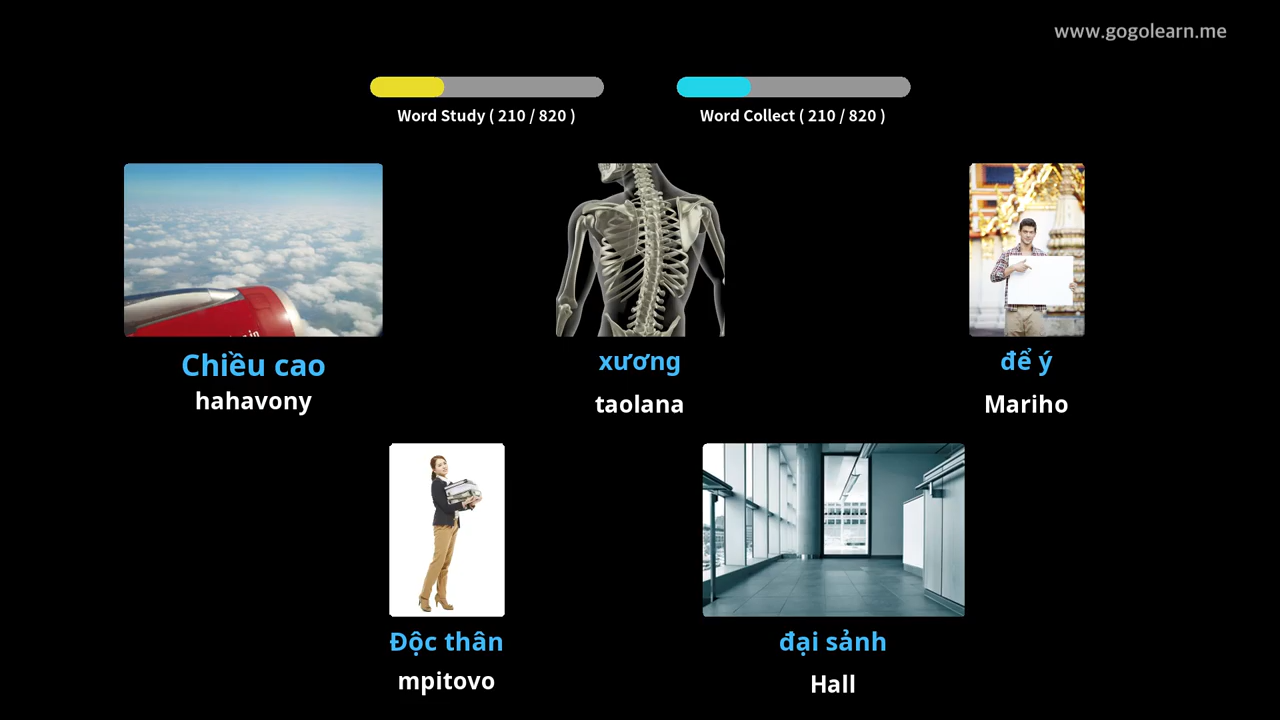 www.gogolearn.me
Word Study ( 210 / 820 )
Word Collect ( 210 / 820 )
Chiều cao
hahavony
xương
taolana
để ý
Mariho
Độc thân
mpitovo
đại sảnh
Hall